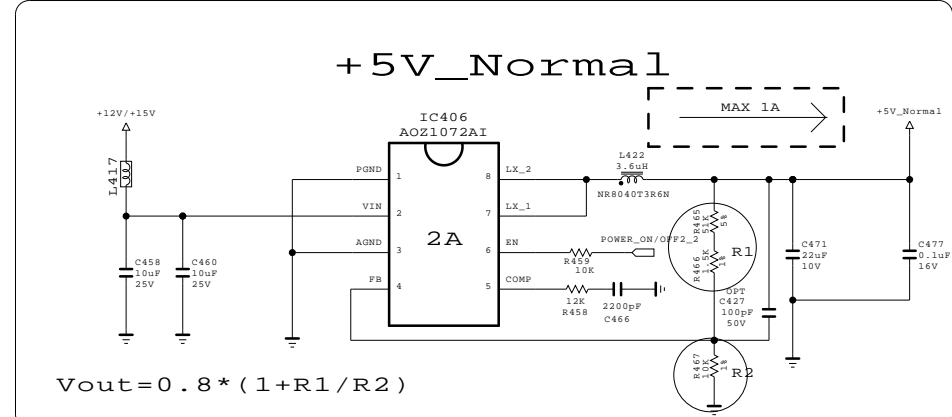 +5V_Normal
MAX 1A
+12V/+15V
+5V_Normal
IC406
AOZ1072AI
L417
L422
3.6uH
NR8040T3R6N
PGND
1
8
LX_2
VIN
2
7
LX_1
2A
AGND
3
6
EN
POWER_ON/OFF2_2
R459
10K
FB
4
5
COMP
12K
R458
2200pF
C466
R465
51K
5%
R466
1.5K
1%
R1
C458
10uF
25V
C460
10uF
25V
C471
22uF
10V
C477
0.1uF
16V
OPT
C427
100pF
50V
R467
10K
1%
R2
Vout=0.8*(1+R1/R2)